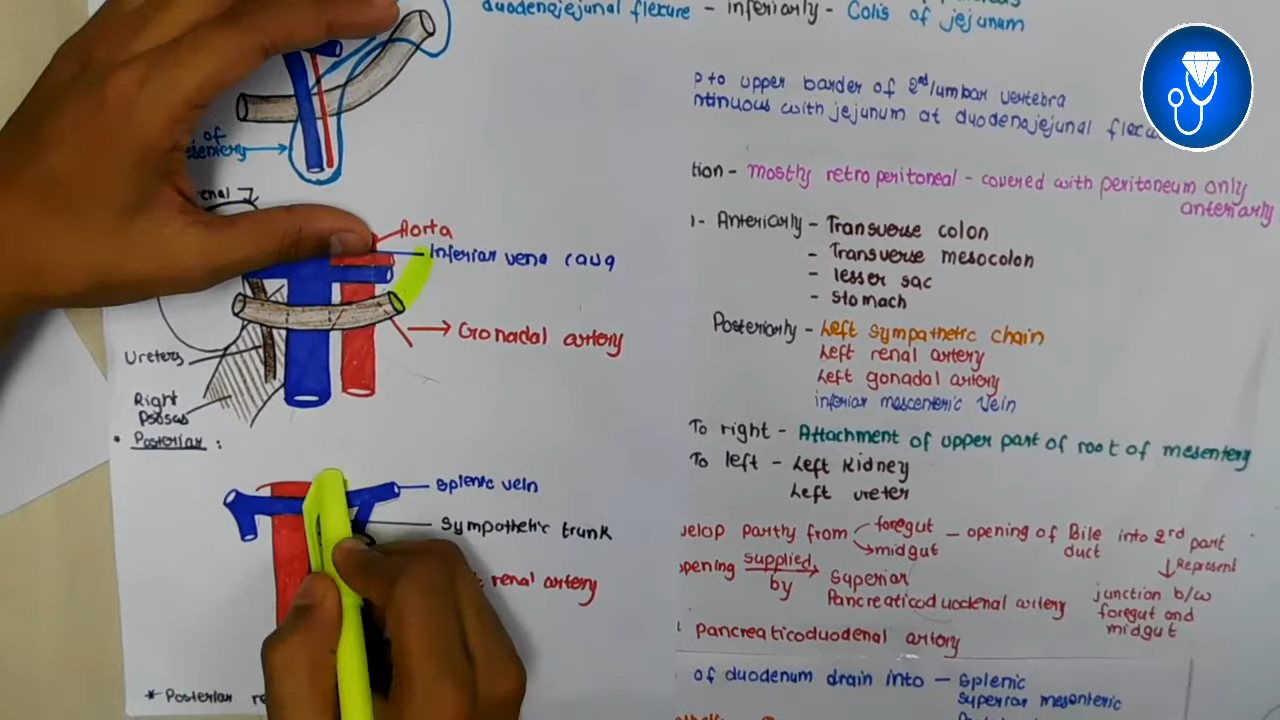 duodenojejunal flexure - inferiorly - Coils of jejunum
of
enal
Aorta
Inferior vena cava
Gonadal artery
Ureters
Right
Psoas
• Posterior :
Splenic vein
Sympathetic trunk
renal artery
* Posterior re
P to upper border of 2nd lumbar vertebra
ntinuous with jejunum at duodenojejunal flexu
tion - mostly retroperitoneal - covered with peritoneum only
anteriorly
1- Anteriorly - Transverse colon
- Transverse mesocolon
- lesser sac
- stomach
Posteriorly - Left sympathetic chain
Left renal artery
Left gonadal artery
inferior mescenteric vein
To right - Attachment of upper part of root of mesentery
To left - Left Kidney
Left ureter
velop partly from foregut - opening of Bile into 2nd part
midgut duct
Represent
pening supplied by Superior
Pancreaticoduodenal artery
junction b/w
foregut and
midgut
Pancreaticoduodenal artery
of duodenum drain into - Splenic
Superior mesenteric